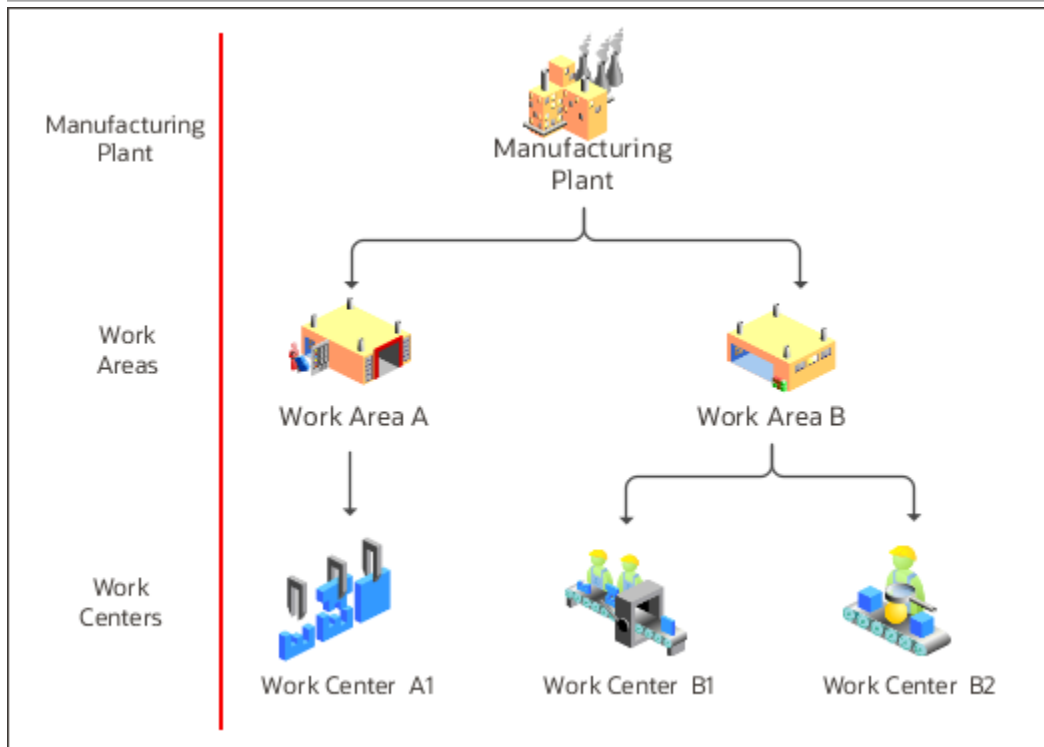 Manufacturing
Plant
Manufacturing
Plant
Work
Areas
Work Area A
Work Area B
Work
Centers
Work Center A1
Work Center B1
Work Center B2